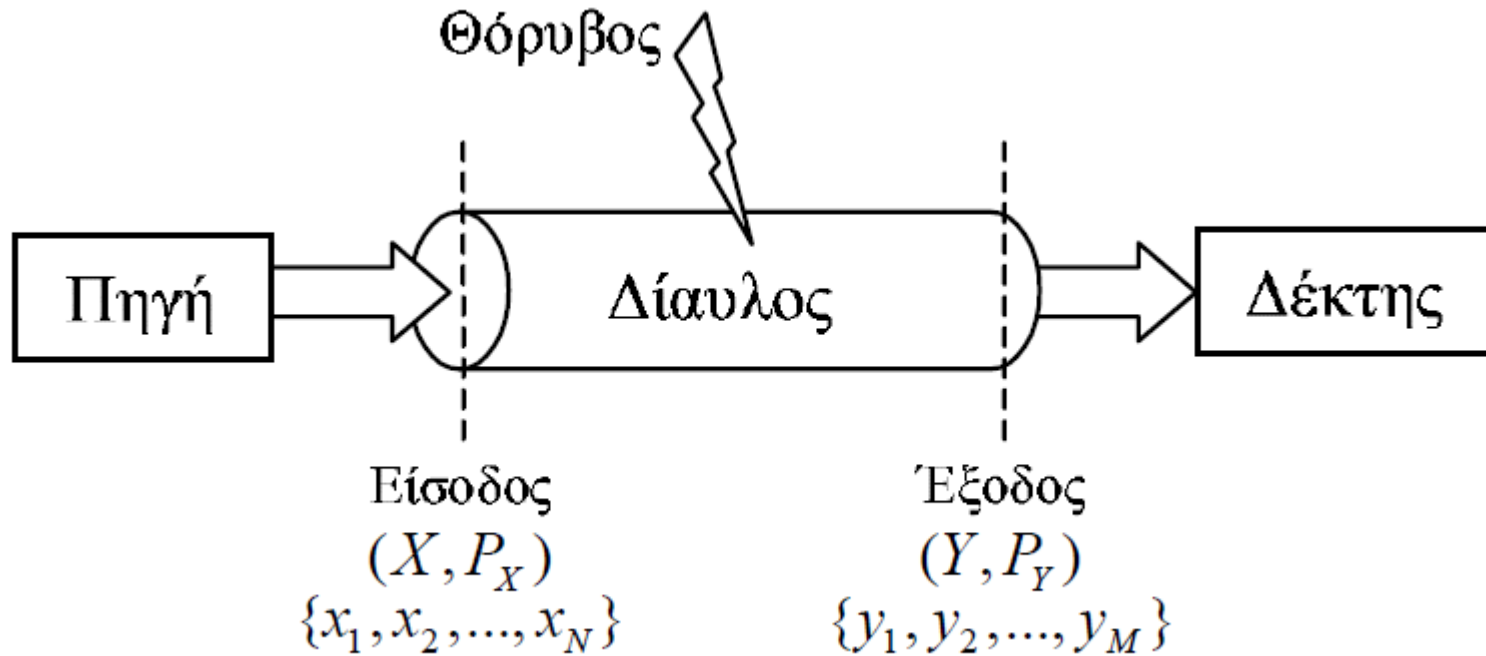 Θόρυβος
Πηγή
Δίαυλος
Δέκτης
Είσοδος
Έξοδος
(X, P_X)
(Y, P_Y)
{x_1, x_2, ..., x_N}
{y_1, y_2, ..., y_M}